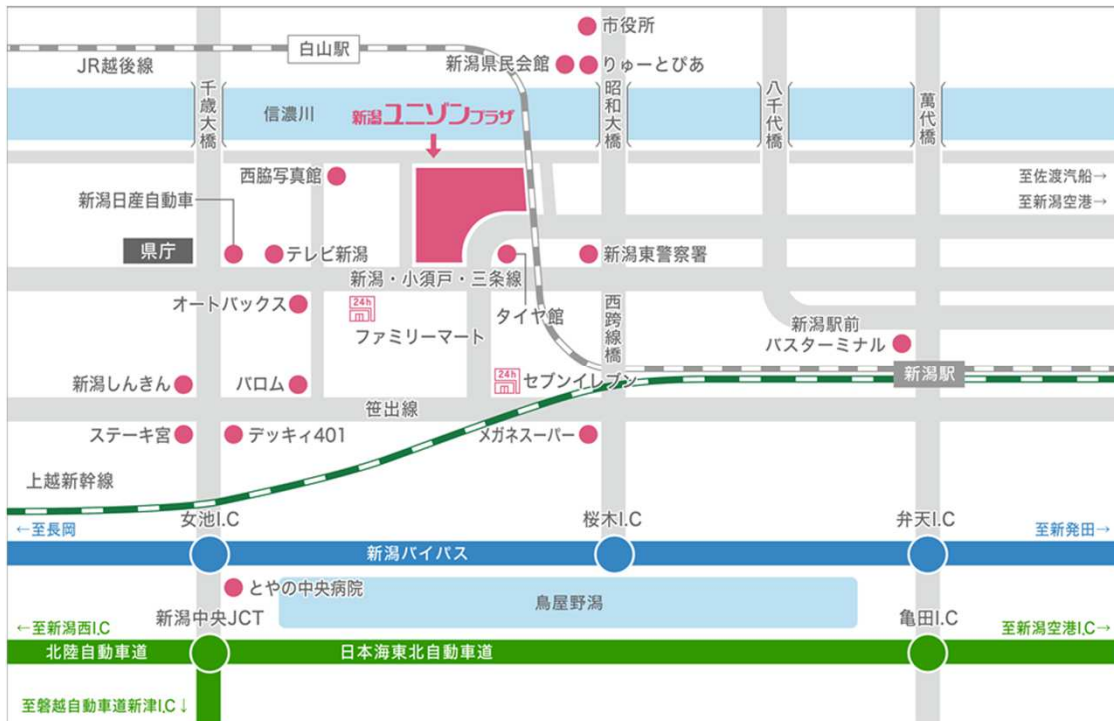 市役所
白山駅
新潟県民会館
りゅーとぴあ
JR越後線
千歳大橋
昭和大橋
八千代橋
萬代橋
信濃川
新潟ユニゾンプラザ
↓
西脇写真館
至佐渡汽船→
新潟日産自動車
至新潟空港→
県庁
テレビ新潟
新潟東警察署
新潟・小須戸・三条線
オートバックス
24h
ファミリーマート
タイヤ館
西跨線橋
新潟駅前
バスターミナル
新潟しんきん
バロム
24h
セブンイレブン
新潟駅
笹出線
ステーキ宮
デッキィ401
メガネスーパー
上越新幹線
女池I.C
桜木I.C
弁天I.C
←至長岡
至新発田→
新潟バイパス
とやの中央病院
鳥屋野潟
新潟中央JCT
亀田I.C
←至新潟西I.C
至新潟空港I.C→
北陸自動車道
日本海東北自動車道
至磐越自動車道新津I.C↓